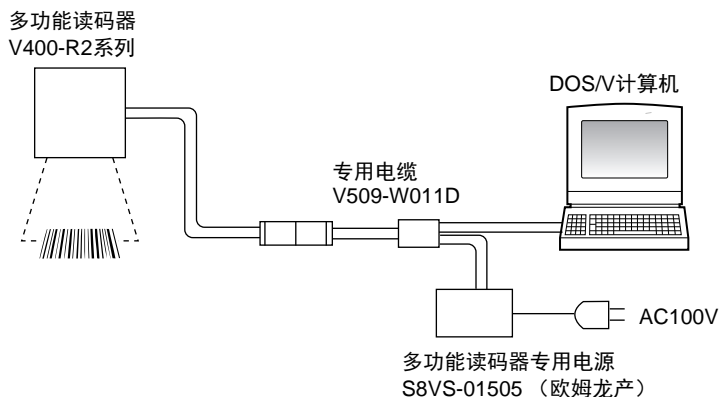 多功能读码器
V400-R2系列
DOS/V计算机
专用电缆
V509-W011D
AC100V
多功能读码器专用电源
S8VS-01505 （欧姆龙产）